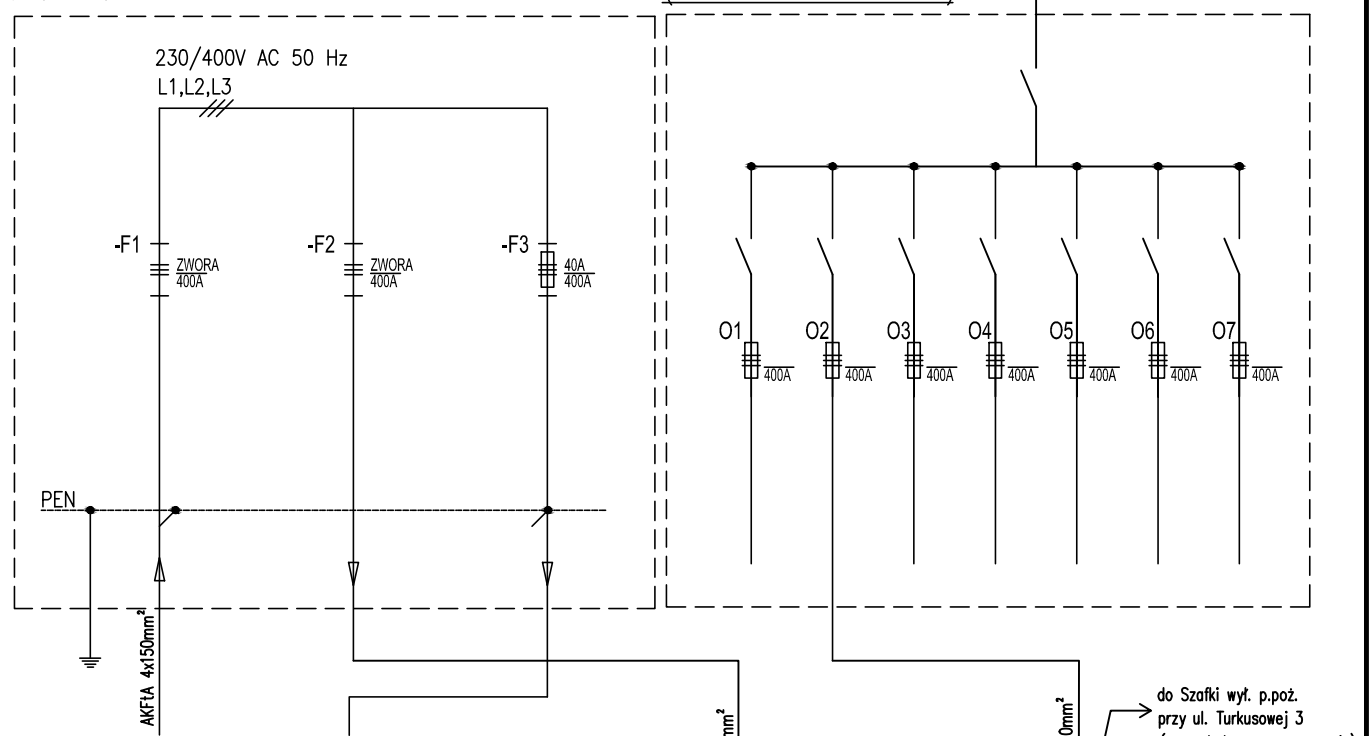 230/400V AC 50 Hz
L1,L2,L3
-F1
ZWORA
400A
-F2
ZWORA
400A
-F3
40A
400A
O1
400A
O2
400A
O3
400A
O4
400A
O5
400A
O6
400A
O7
400A
PEN
AKFtA 4x150mm²
mm²
0mm²
do Szafki wył. p.poż.
przy ul. Turkusowej 3